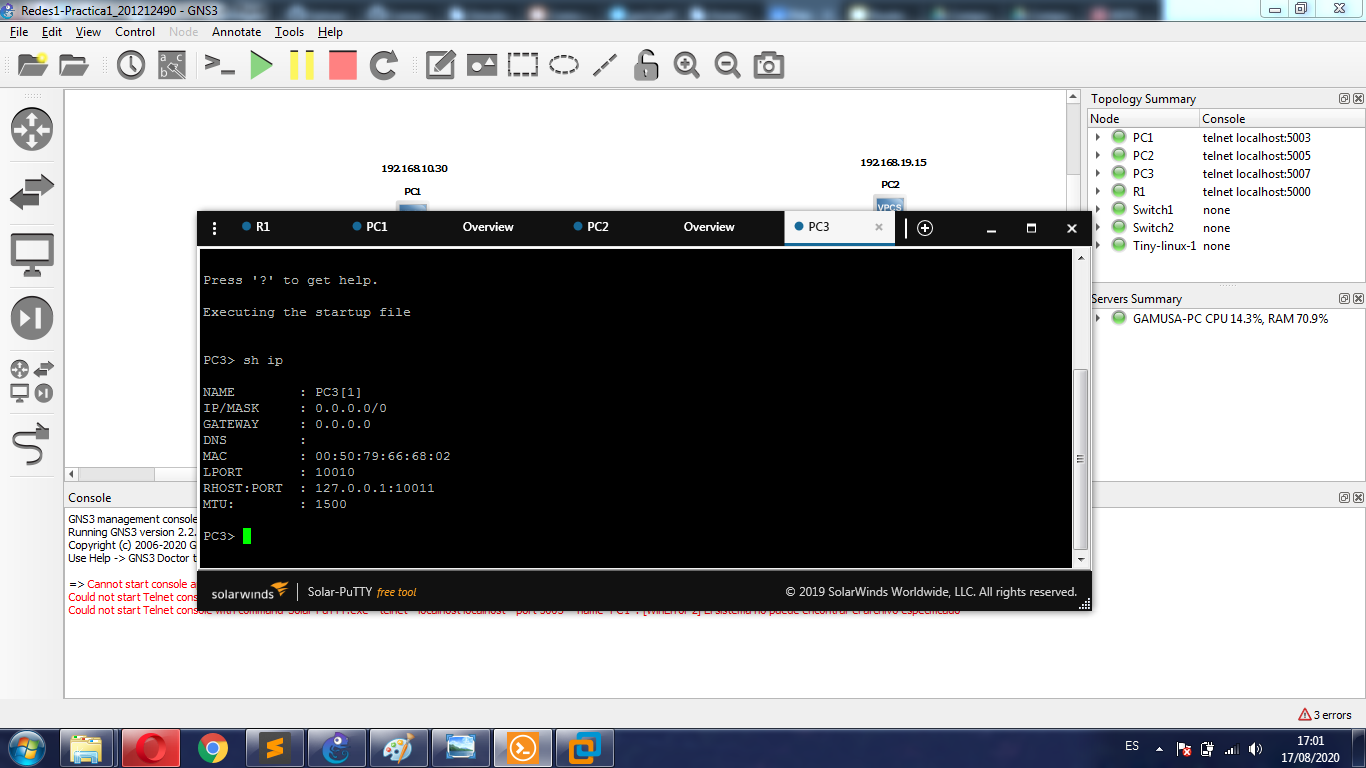 Redes1-Practica1_201212490 - GNS3
File Edit View Control Node Annotate Tools Help
Topology Summary
Node Console
PC1 telnet localhost:5003
PC2 telnet localhost:5005
PC3 telnet localhost:5007
R1 telnet localhost:5000
Switch1 none
Switch2 none
Tiny-linux-1 none
Servers Summary
GAMUSA-PC CPU 14.3%, RAM 70.9%
192.168.10.30
PC1
192.168.19.15
PC2
VPCS
R1 PC1 Overview PC2 Overview PC3
Press '?' to get help.
Executing the startup file
PC3> sh ip
NAME : PC3[1]
IP/MASK : 0.0.0.0/0
GATEWAY : 0.0.0.0
DNS :
MAC : 00:50:79:66:68:02
LPORT : 10010
RHOST:PORT : 127.0.0.1:10011
MTU: : 1500
PC3>
solarwinds Solar-PuTTY free tool
© 2019 SolarWinds Worldwide, LLC. All rights reserved.
Console
GNS3 management console
Running GNS3 version 2.2.
Copyright (c) 2006-2020 G
Use Help -> GNS3 Doctor t
=> Cannot start console a
Could not start Telnet con
Could not start Telnet console with command
3 errors
ES
17:01
17/08/2020